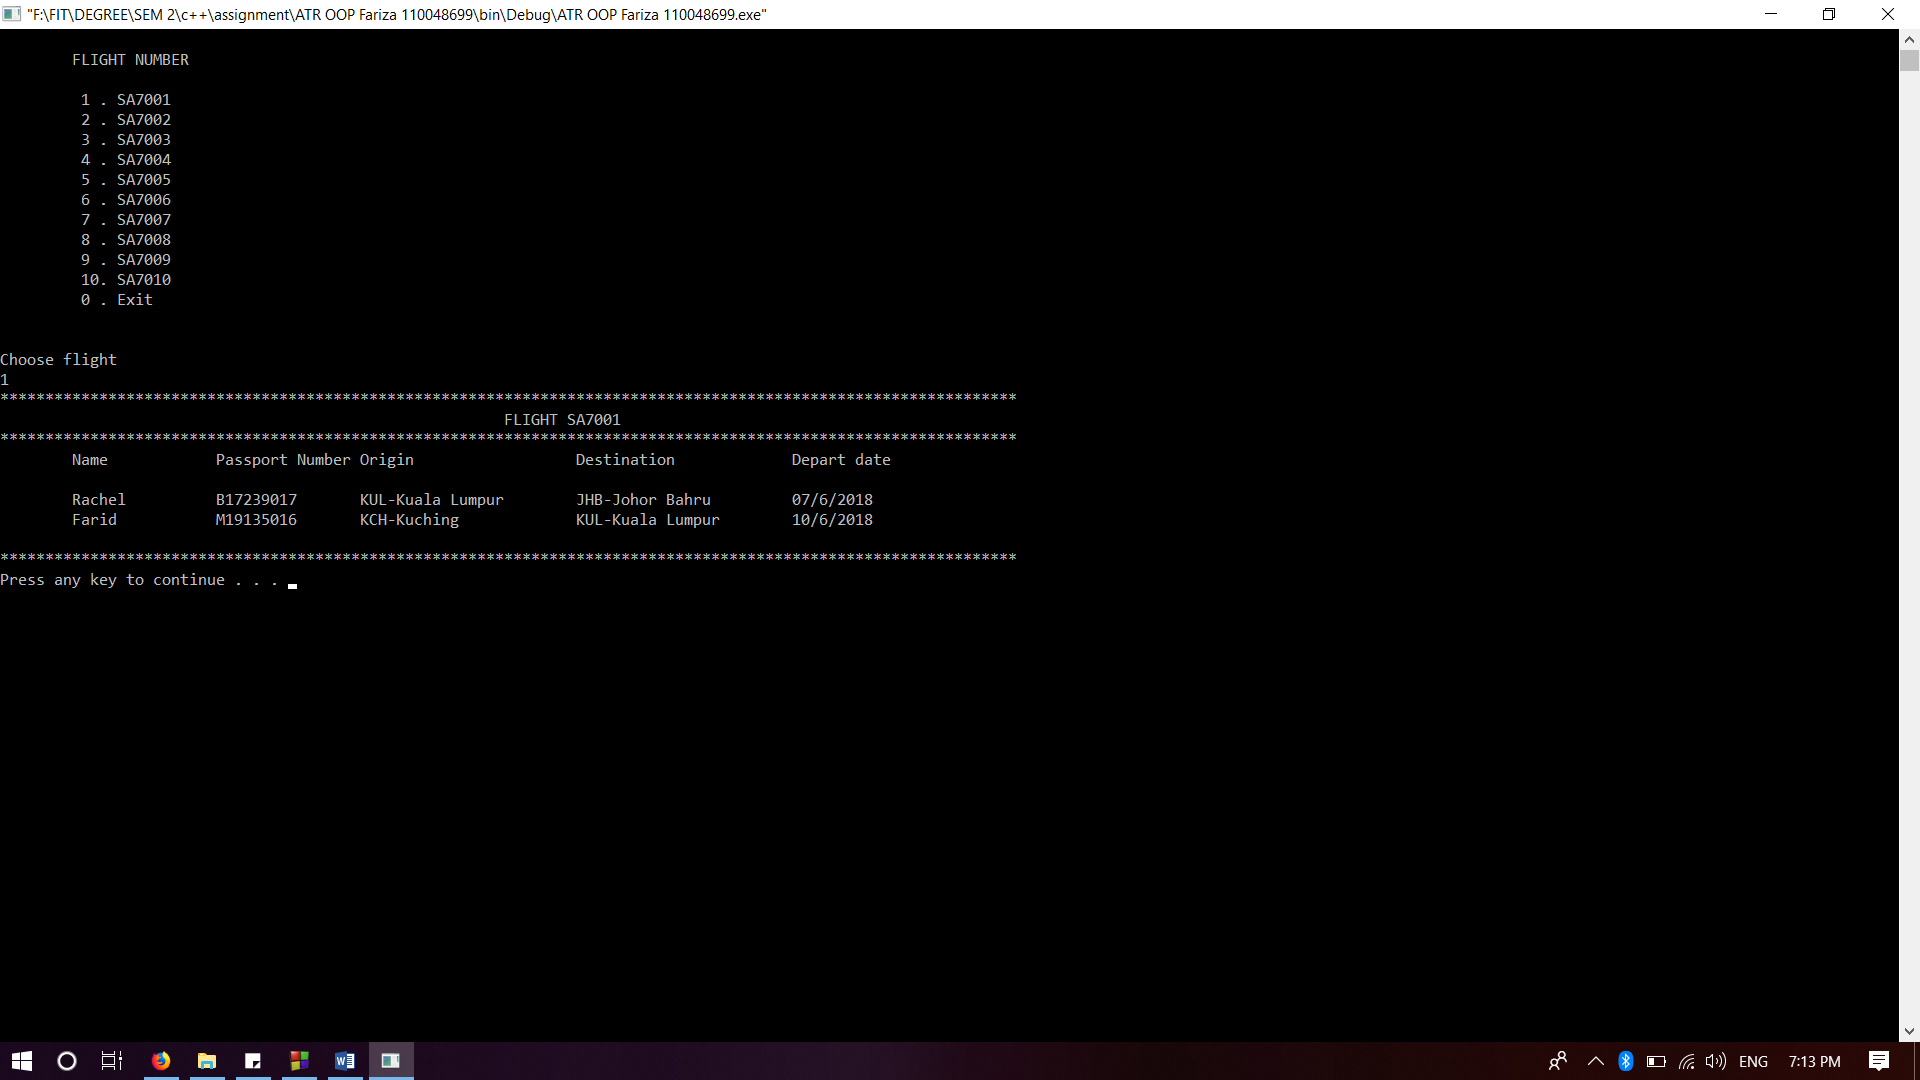 "F:\FIT\DEGREE\SEM 2\c++\assignment\ATR OOP Fariza 110048699\bin\Debug\ATR OOP Fariza 110048699.exe"
FLIGHT NUMBER
1 . SA7001
2 . SA7002
3 . SA7003
4 . SA7004
5 . SA7005
6 . SA7006
7 . SA7007
8 . SA7008
9 . SA7009
10. SA7010
0 . Exit
Choose flight
1
*****************************************************************************************************************
FLIGHT SA7001
*****************************************************************************************************************
Name Passport Number Origin Destination Depart date
Rachel B17239017 KUL-Kuala Lumpur JHB-Johor Bahru 07/6/2018
Farid M19135016 KCH-Kuching KUL-Kuala Lumpur 10/6/2018
*****************************************************************************************************************
Press any key to continue . . .
ENG 7:13 PM